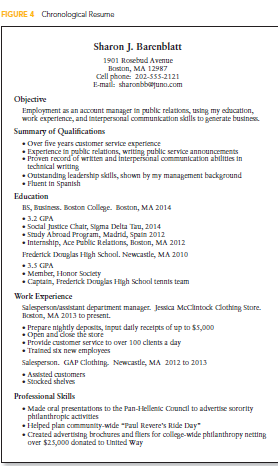 FIGURE 4 Chronological Resume
Sharon J. Barenblatt
1901 Rosebud Avenue
Boston, MA 12987
Cell phone: 202-555-2121
E-mail: sharonbb@juno.com
Objective
Employment as an account manager in public relations, using my education,
work experience, and interpersonal communication skills to generate business.
Summary of Qualifications
• Over five years customer service experience
• Experience in public relations, writing public service announcements
• Proven record of written and interpersonal communication abilities in
technical writing
• Outstanding leadership skills, shown by my management background
• Fluent in Spanish
Education
BS, Business. Boston College. Boston, MA 2014
• 3.2 GPA
• Social Justice Chair, Sigma Delta Tau, 2014
• Study Abroad Program, Madrid, Spain 2012
• Internship, Ace Public Relations, Boston, MA 2012
Frederick Douglas High School. Newcastle, MA 2010
• 3.5 GPA
• Member, Honor Society
• Captain, Frederick Douglas High School tennis team
Work Experience
Salesperson/assistant department manager. Jessica McClintock Clothing Store.
Boston, MA 2013 to present.
• Prepare nightly deposits, input daily receipts of up to $5,000
• Open and close the store
• Provide customer service to over 100 clients a day
• Trained six new employees
Salesperson. GAP Clothing. Newcastle, MA 2012 to 2013
• Assisted customers
• Stocked shelves
Professional Skills
• Made oral presentations to the Pan-Hellenic Council to advertise sorority
philanthropic activities
• Helped plan community-wide "Paul Revere's Ride Day"
• Created advertising brochures and fliers for college-wide philanthropy netting
over $25,000 donated to United Way